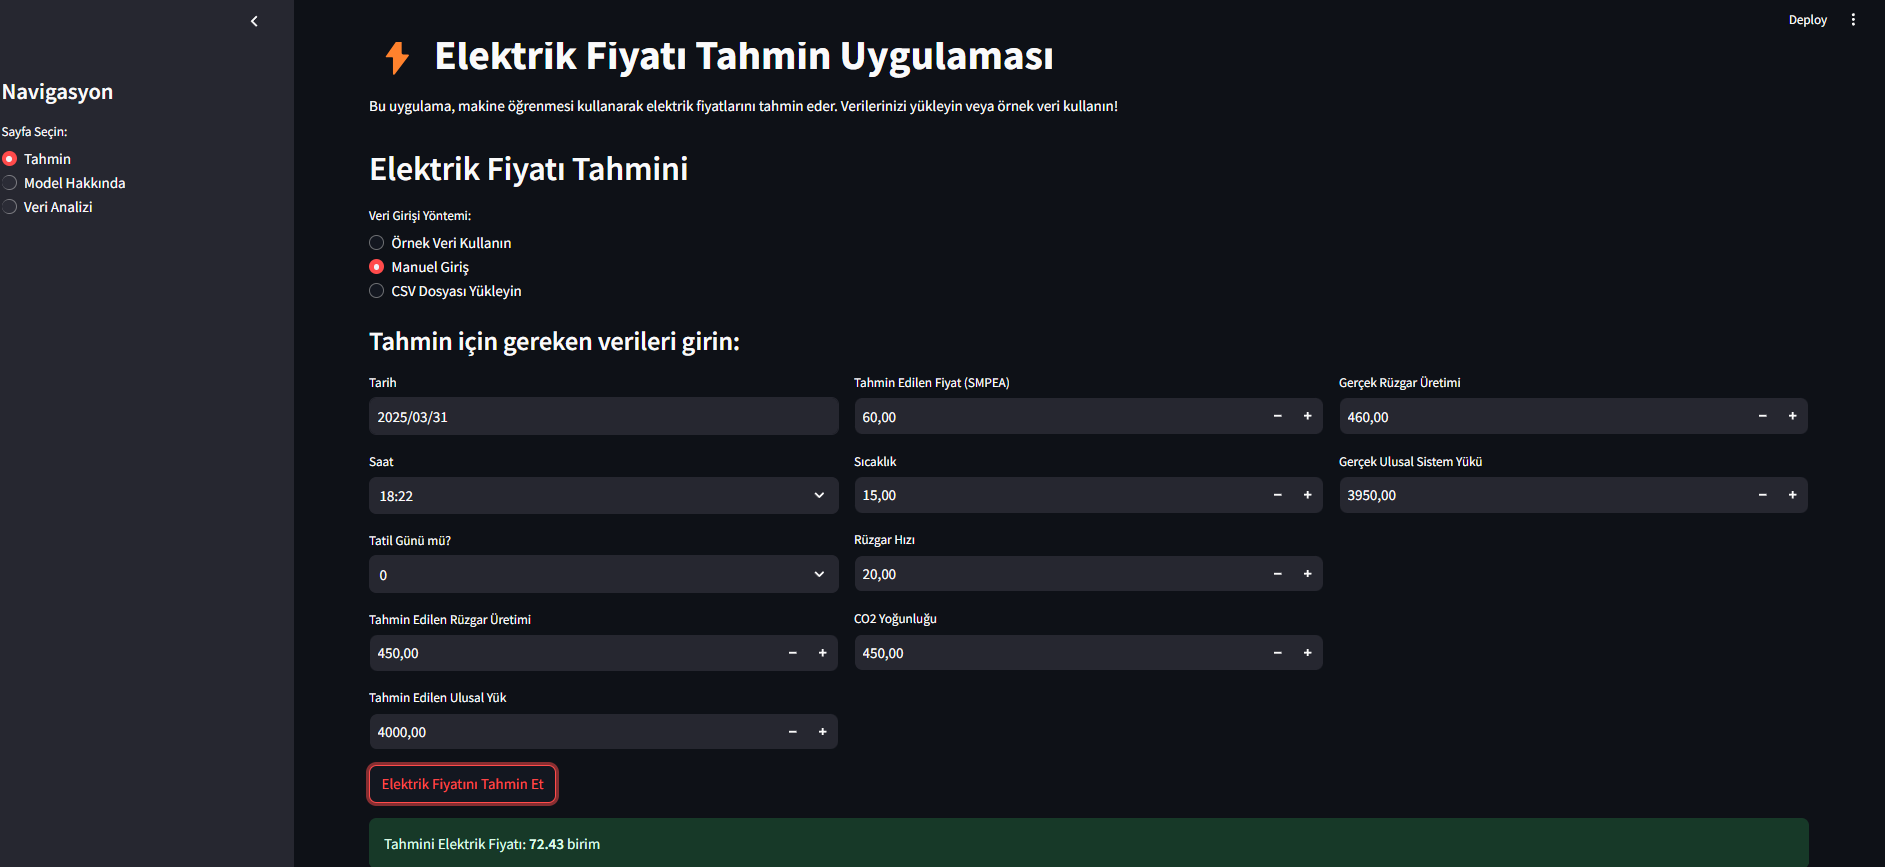 Deploy
Navigasyon
Sayfa Seçin:
Tahmin
Model Hakkında
Veri Analizi
Elektrik Fiyatı Tahmin Uygulaması
Bu uygulama, makine öğrenmesi kullanarak elektrik fiyatlarını tahmin eder. Verilerinizi yükleyin veya örnek veri kullanın!
Elektrik Fiyatı Tahmini
Veri Girişi Yöntemi:
Örnek Veri Kullanın
Manuel Giriş
CSV Dosyası Yükleyin
Tahmin için gereken verileri girin:
Tarih
2025/03/31
Saat
18:22
Tatil Günü mü?
0
Tahmin Edilen Rüzgar Üretimi
450,00
Tahmin Edilen Ulusal Yük
4000,00
Tahmin Edilen Fiyat (SMPEA)
60,00
Sıcaklık
15,00
Rüzgar Hızı
20,00
CO2 Yoğunluğu
450,00
Gerçek Rüzgar Üretimi
460,00
Gerçek Ulusal Sistem Yükü
3950,00
Elektrik Fiyatını Tahmin Et
Tahmini Elektrik Fiyatı: 72.43 birim